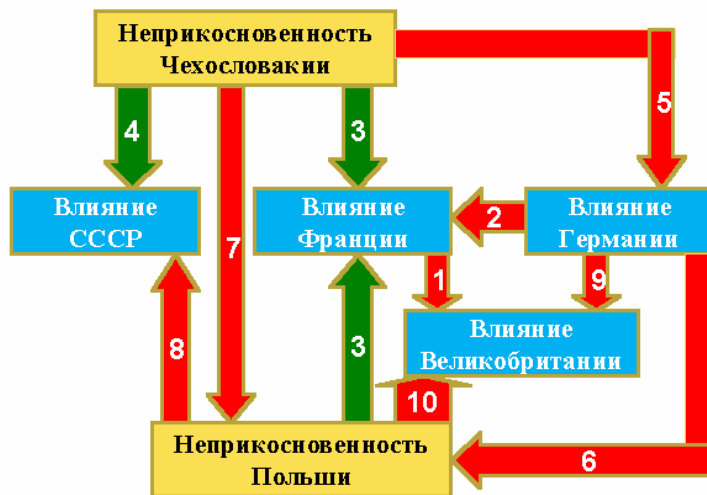 Неприкосновенность
Чехословакии
4
3
5
Влияние
СССР
Влияние
Франции
2
Влияние
Германии
7
1
9
8
3
Влияние
Великобритании
10
Неприкосновенность
Польши
6